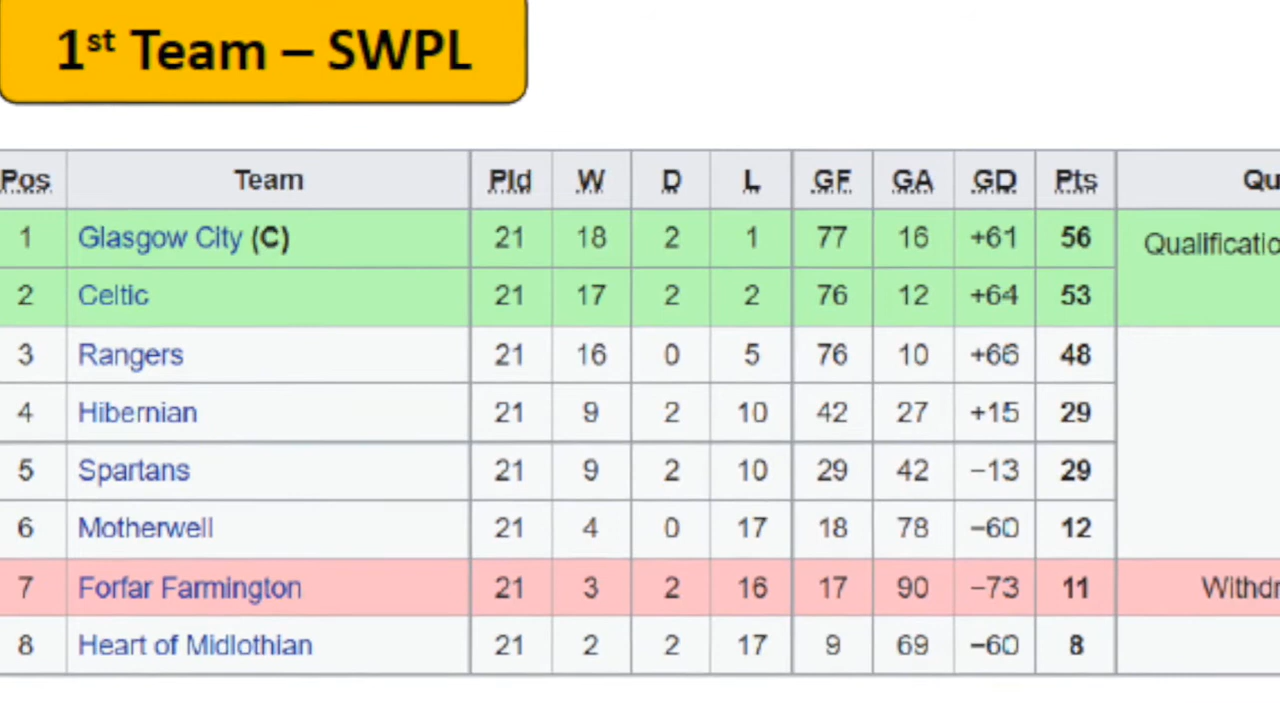 1st Team – SWPL
Pos Team Pld W D L GF GA GD Pts
1 Glasgow City (C) 21 18 2 1 77 16 +61 56
2 Celtic 21 17 2 2 76 12 +64 53
3 Rangers 21 16 0 5 76 10 +66 48
4 Hibernian 21 9 2 10 42 27 +15 29
5 Spartans 21 9 2 10 29 42 −13 29
6 Motherwell 21 4 0 17 18 78 −60 12
7 Forfar Farmington 21 3 2 16 17 90 −73 11
8 Heart of Midlothian 21 2 2 17 9 69 −60 8